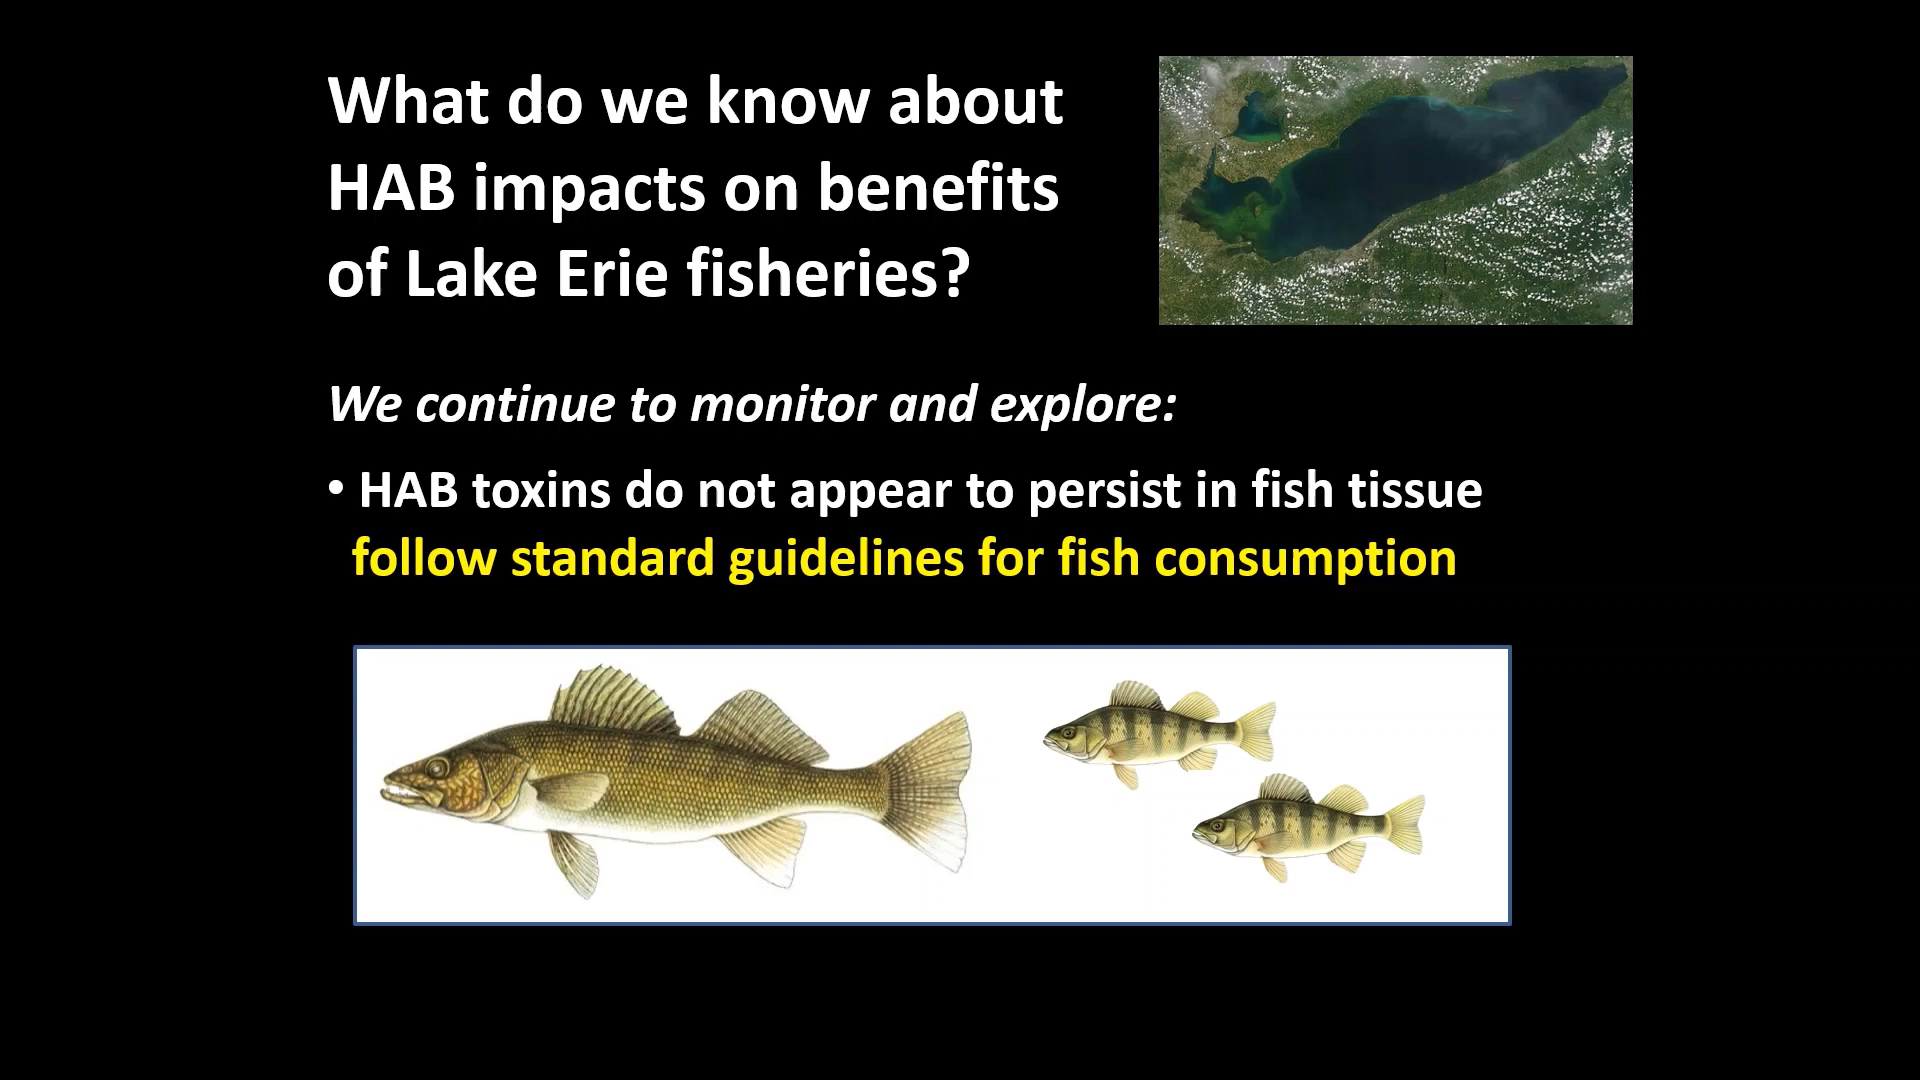 What do we know about
HAB impacts on benefits
of Lake Erie fisheries?
We continue to monitor and explore:
• HAB toxins do not appear to persist in fish tissue
follow standard guidelines for fish consumption